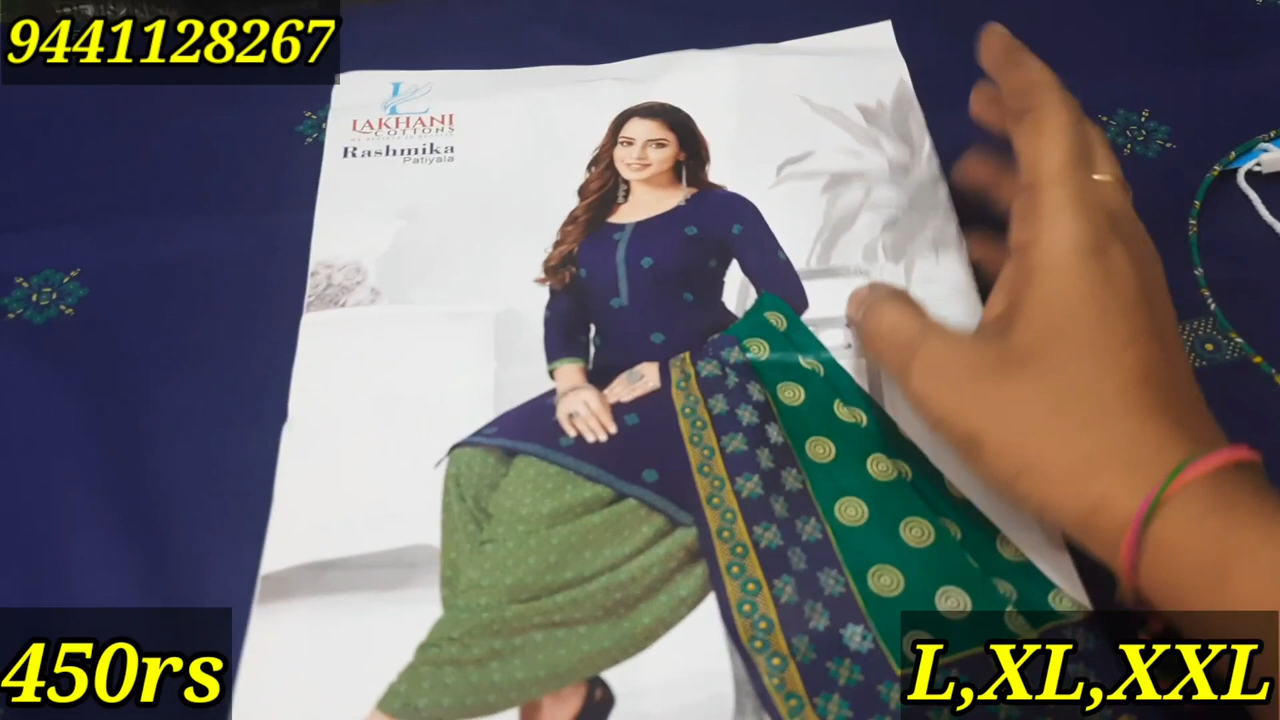 9441128267
LAKHANI
COTTONS
Rashmika
Patiyala
450rs
L,XL,XXL